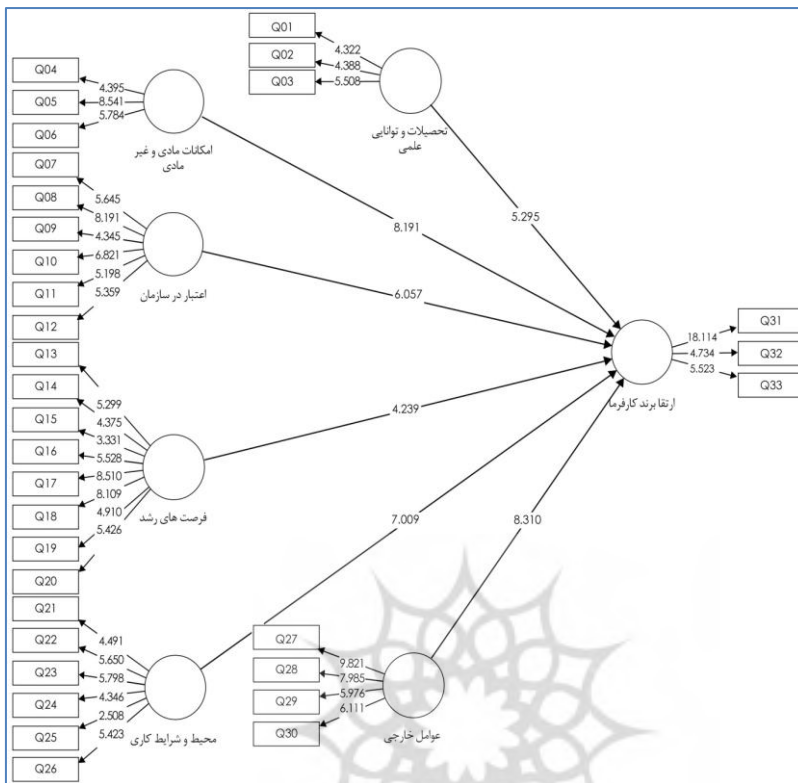 Q01
4.322
Q02
4.388
Q03
5.508
تحصیلات و توانایی
علمی
Q04
4.395
Q05
8.541
Q06
5.784
امکانات مادی و غیر
مادی
Q07
5.645
Q08
8.191
Q09
4.345
Q10
6.821
Q11
5.198
Q12
5.359
اعتبار در سازمان
Q13
5.299
Q14
4.375
Q15
3.331
Q16
5.528
Q17
8.510
Q18
8.109
Q19
4.910
Q20
5.426
فرصت های رشد
Q21
4.491
Q22
5.650
Q23
5.798
Q24
4.346
Q25
2.508
Q26
5.423
محیط و شرایط کاری
Q27
9.821
Q28
7.985
Q29
5.976
Q30
6.111
عوامل خارجی
5.295
8.191
6.057
4.239
7.009
8.310
ارتقا برند کارفرما
18.114
Q31
4.734
Q32
5.523
Q33